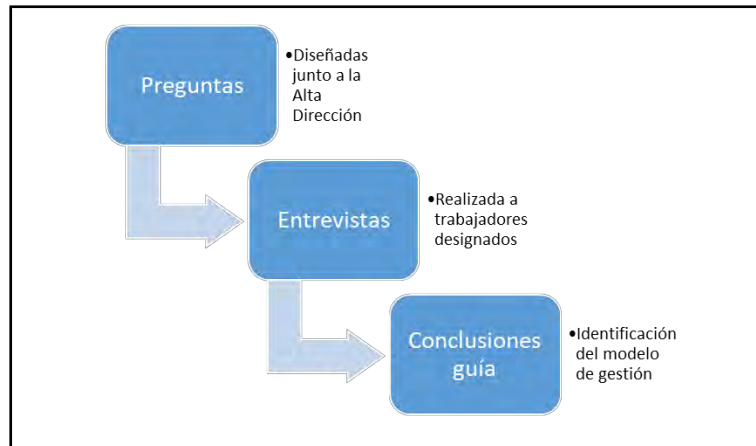 Preguntas
•Diseñadas
junto a la
Alta
Dirección
Entrevistas
•Realizada a
trabajadores
designados
Conclusiones
guía
•Identificación
del modelo
de gestión